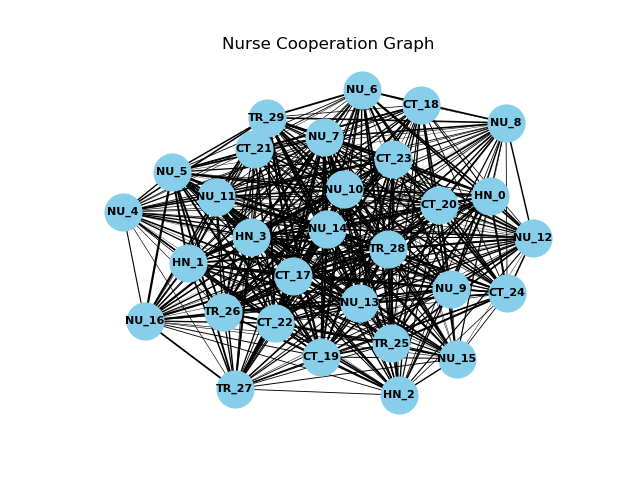 Nurse Cooperation Graph
NU_6
CT_18
TR_29
NU_8
NU_7
CT_21
CT_23
NU_5
NU_10
NU_11
HN_0
CT_20
NU_4
NU_14
HN_3
NU_12
TR_28
HN_1
CT_17
NU_9
CT_24
NU_13
TR_26
NU_16
CT_22
TR_25
CT_19
NU_15
TR_27
HN_2